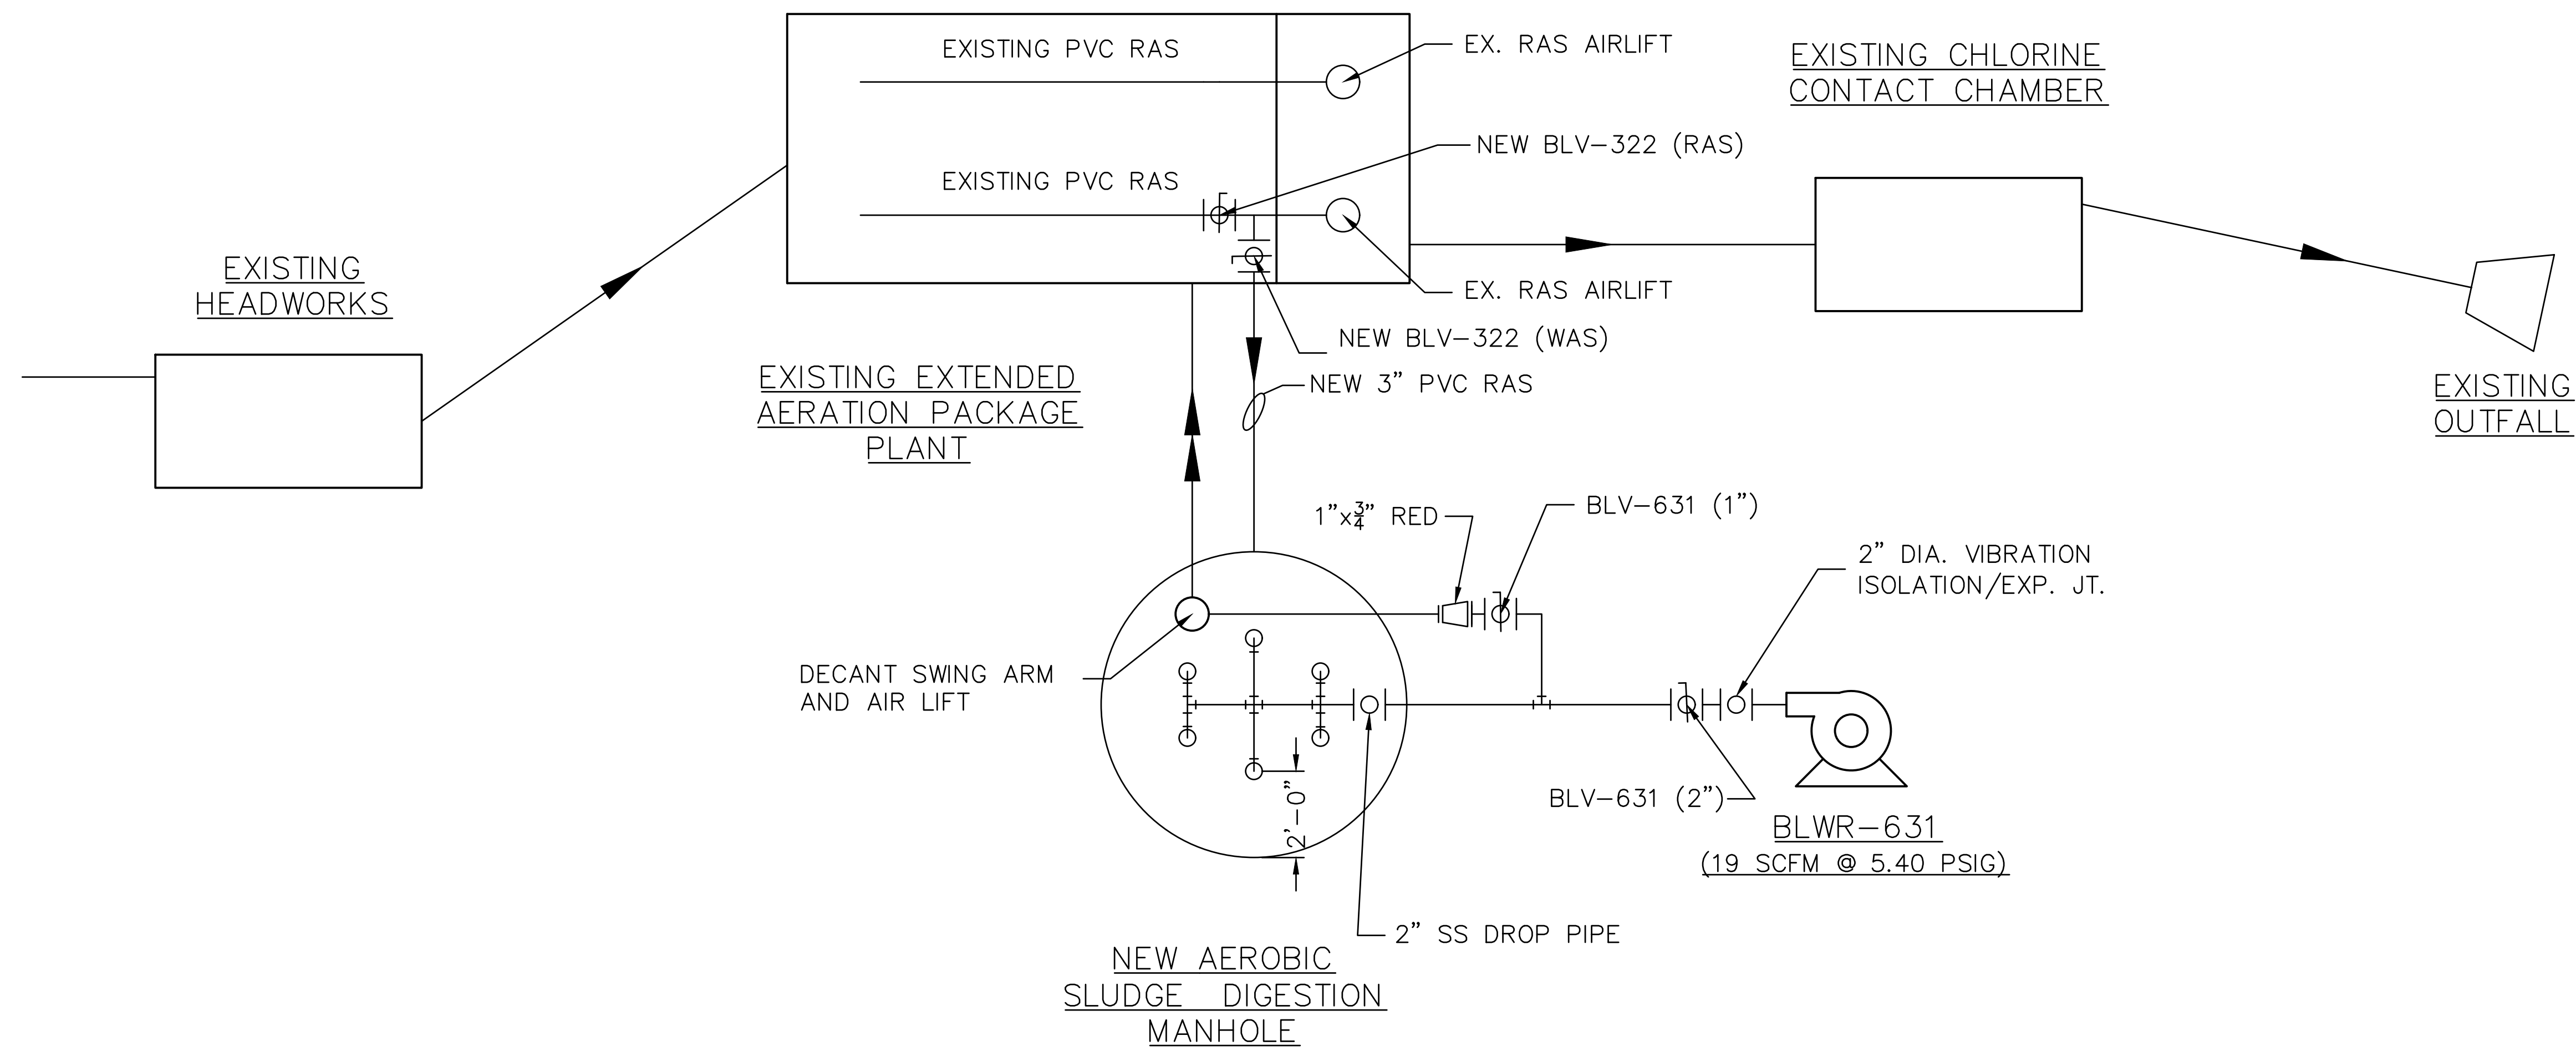 EXISTING PVC RAS
EX. RAS AIRLIFT
EXISTING CHLORINE
CONTACT CHAMBER
NEW BLV-322 (RAS)
EXISTING PVC RAS
EXISTING
HEADWORKS
EX. RAS AIRLIFT
NEW BLV-322 (WAS)
EXISTING EXTENDED
AERATION PACKAGE
PLANT
NEW 3" PVC RAS
EXISTING
OUTFALL
1"x3/4" RED
BLV-631 (1")
2" DIA. VIBRATION
ISOLATION/EXP. JT.
DECANT SWING ARM
AND AIR LIFT
2'-0"
BLV-631 (2")
BLWR-631
(19 SCFM @ 5.40 PSIG)
2" SS DROP PIPE
NEW AEROBIC
SLUDGE DIGESTION
MANHOLE